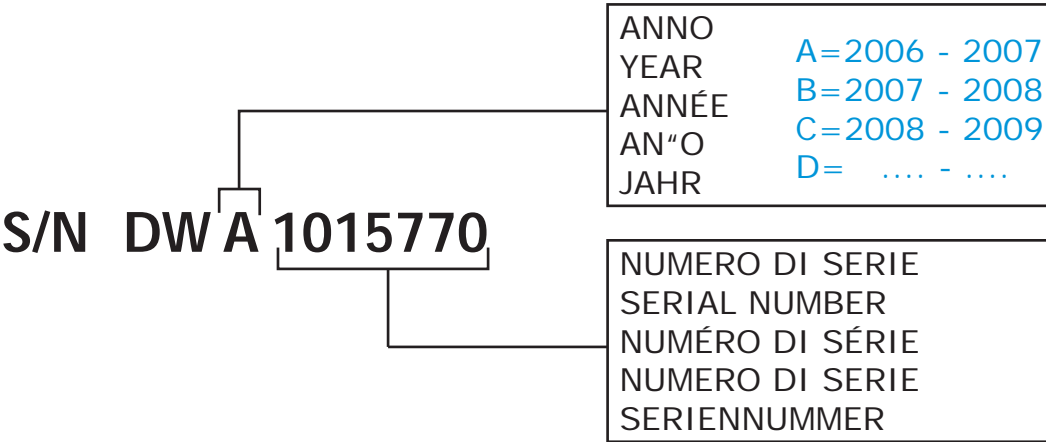 ANNO
YEAR
ANNÉE
AN“O
JAHR
A=2006 - 2007
B=2007 - 2008
C=2008 - 2009
D= .... - ....
S/N DW A 1015770
NUMERO DI SERIE
SERIAL NUMBER
NUMÉRO DI SÉRIE
NUMERO DI SERIE
SERIENNUMMER